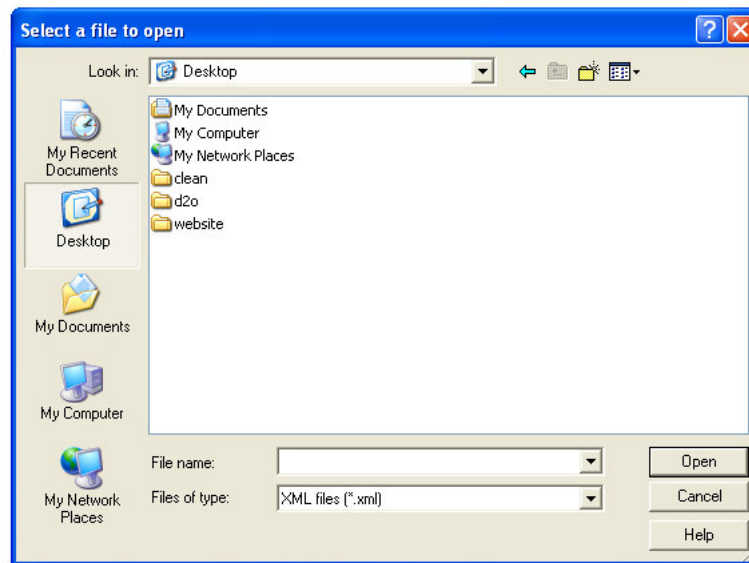 Select a file to open
Look in:
Desktop
My Recent
Documents
Desktop
My Documents
My Computer
My Network
Places
My Documents
My Computer
My Network Places
clean
d2o
website
File name:
Open
Files of type:
XML files (*.xml)
Cancel
Help